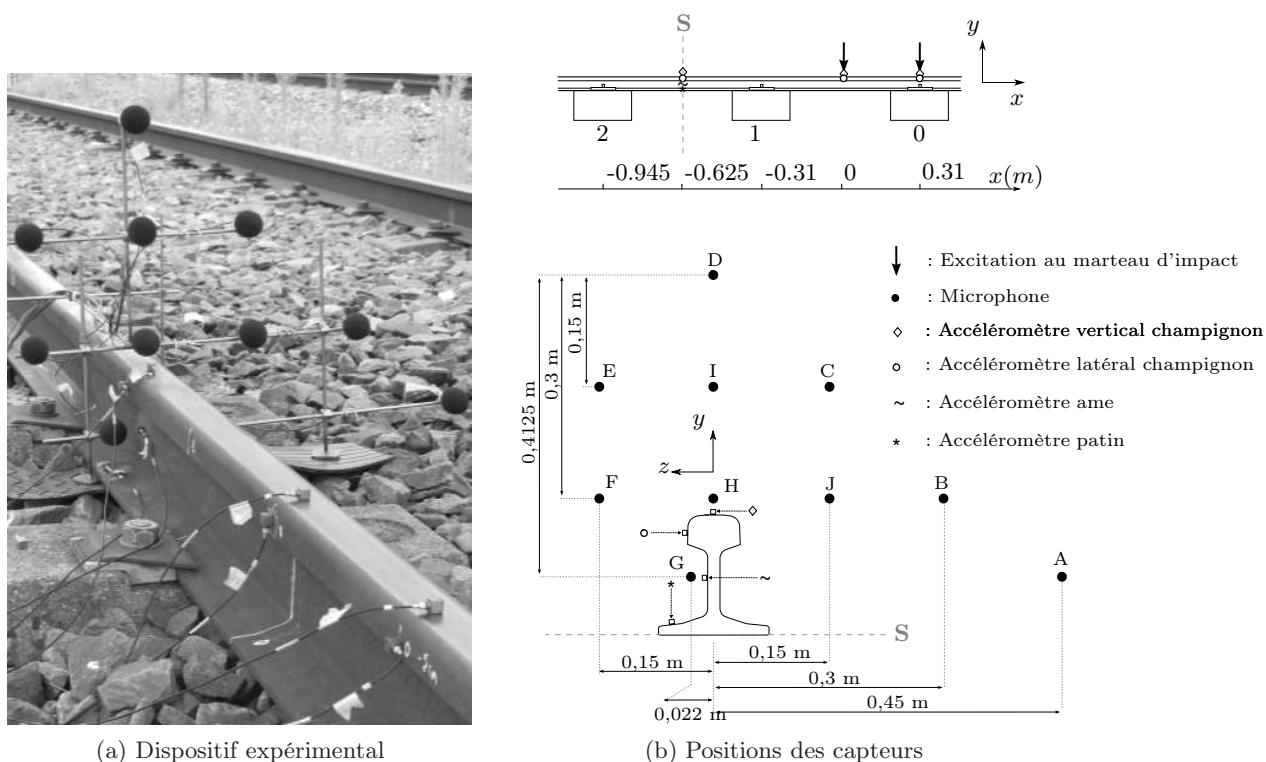 S
y
x
2
1
0
-0.945 -0.625 -0.31 0 0.31 x(m)
D
0,15 m
0,3 m
0,4125 m
E I C
y
z
F H J B
G
A
~
*
S
0,15 m
0,15 m
0,3 m
0,45 m
0,022 m
: Excitation au marteau d'impact
: Microphone
: Accéléromètre vertical champignon
: Accéléromètre latéral champignon
~ : Accéléromètre ame
* : Accéléromètre patin
(a) Dispositif expérimental
(b) Positions des capteurs